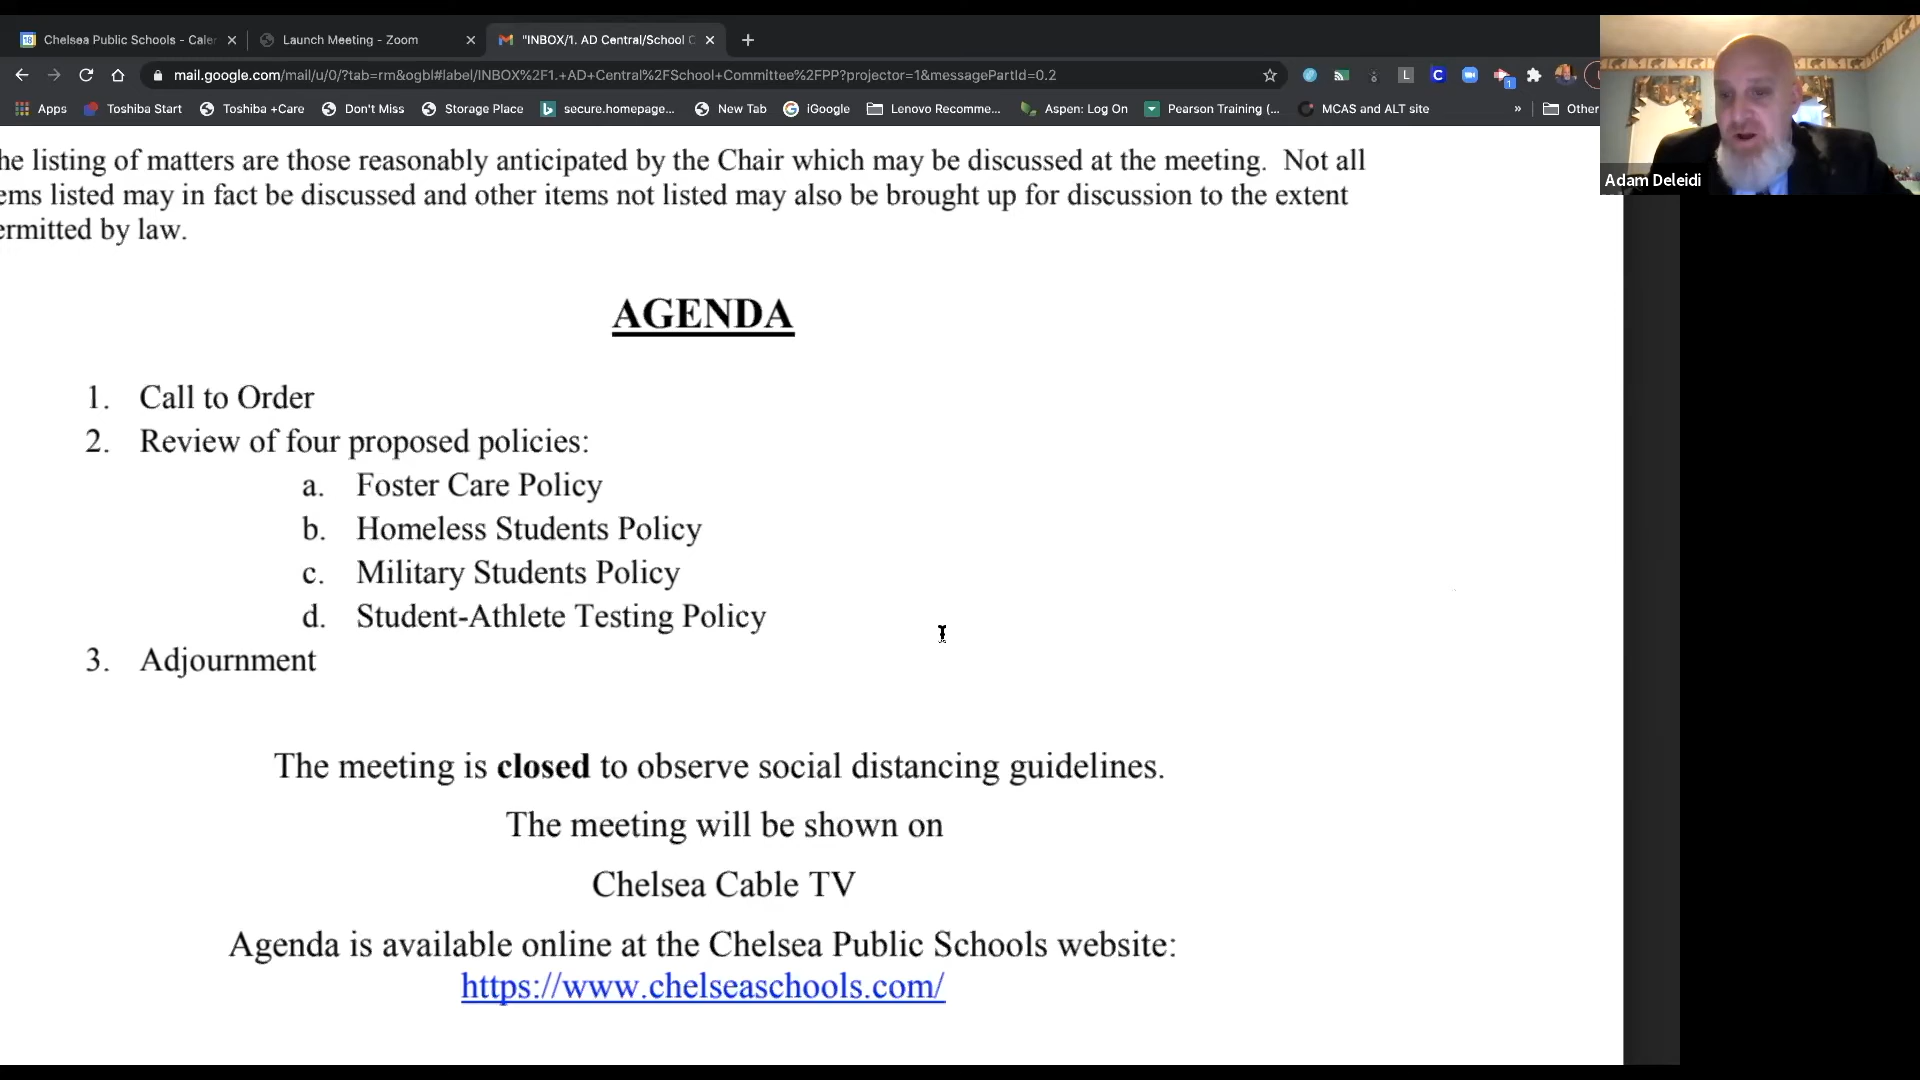 Chelsea Public Schools - Caler
Launch Meeting - Zoom
"INBOX/1. AD Central/School C
mail.google.com/mail/u/0/?tab=rm&ogbl#label/INBOX%2F1.+AD+Central%2FSchool+Committee%2FPP?projector=1&messagePartId=0.2
Apps Toshiba Start Toshiba +Care Don't Miss Storage Place secure.homepage... New Tab iGoogle Lenovo Recomme... Aspen: Log On Pearson Training (... MCAS and ALT site » Other
Adam Deleidi
he listing of matters are those reasonably anticipated by the Chair which may be discussed at the meeting. Not all
ems listed may in fact be discussed and other items not listed may also be brought up for discussion to the extent
ermitted by law.
AGENDA
1. Call to Order
2. Review of four proposed policies:
a. Foster Care Policy
b. Homeless Students Policy
c. Military Students Policy
d. Student-Athlete Testing Policy
3. Adjournment
The meeting is closed to observe social distancing guidelines.
The meeting will be shown on
Chelsea Cable TV
Agenda is available online at the Chelsea Public Schools website:
https://www.chelseaschools.com/